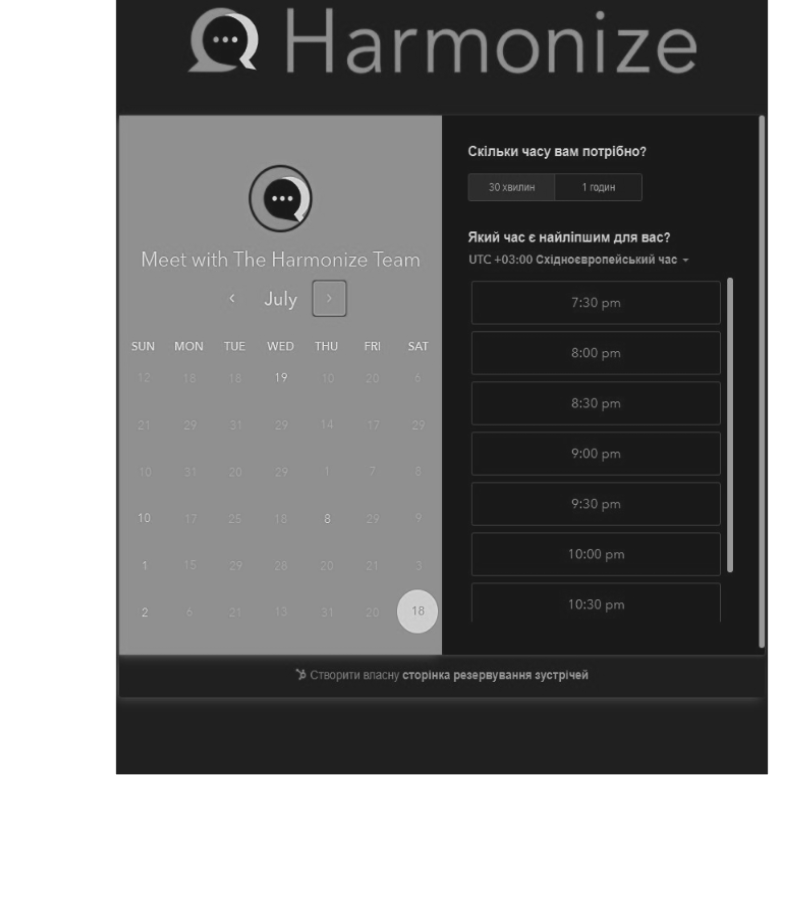 Harmonize
Meet with The Harmonize Team
July
SUN MON TUE WED THU FRI SAT
12 18 18 19 10 20 6
21 29 31 29 14 17 29
10 31 20 29 1 7 5
10 17 25 18 8 29 9
1 15 29 28 20 21 3
2 6 21 13 31 20 18
Скільки часу вам потрібно?
30 хвилин 1 годин
Який час є найліпшим для вас?
UTC +03:00 Східноєвропейський час
7:30 pm
8:00 pm
8:30 pm
9:00 pm
9:30 pm
10:00 pm
10:30 pm
Створити власну сторінка резервування зустрічей